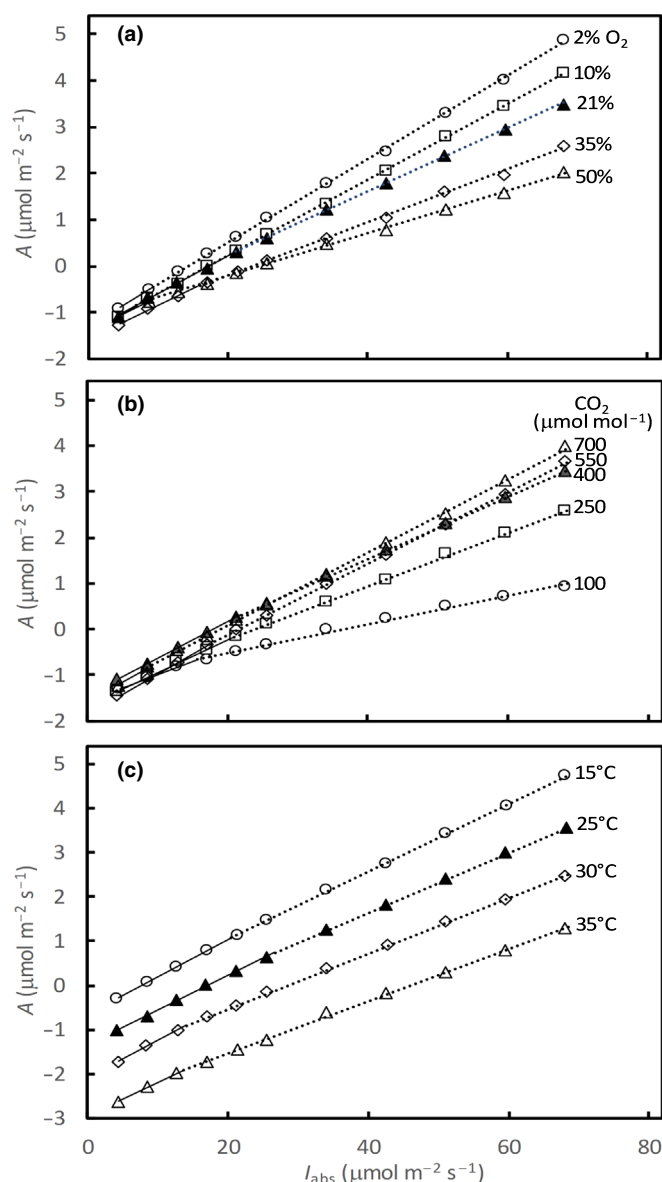 (a)
5
4
3
2
1
0
−1
−2
A (μmol m⁻² s⁻¹)
2% O₂
10%
21%
35%
50%
(b)
5
4
3
2
1
0
−1
−2
A (μmol m⁻² s⁻¹)
CO₂
(μmol mol⁻¹)
700
550
400
250
100
(c)
5
4
3
2
1
0
−1
−2
−3
A (μmol m⁻² s⁻¹)
15°C
25°C
30°C
35°C
0 20 40 60 80
Iabs (μmol m⁻² s⁻¹)